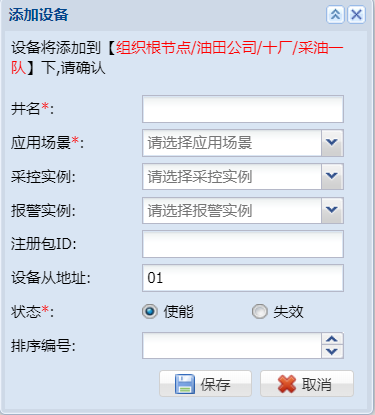 添加设备
设备将添加到【组织根节点/油田公司/十厂/采油一
队】下,请确认
井名*:
应用场景*: 请选择应用场景
采控实例: 请选择采控实例
报警实例: 请选择报警实例
注册包ID:
设备从地址: 01
状态*: 使能 失效
排序编号:
保存 取消